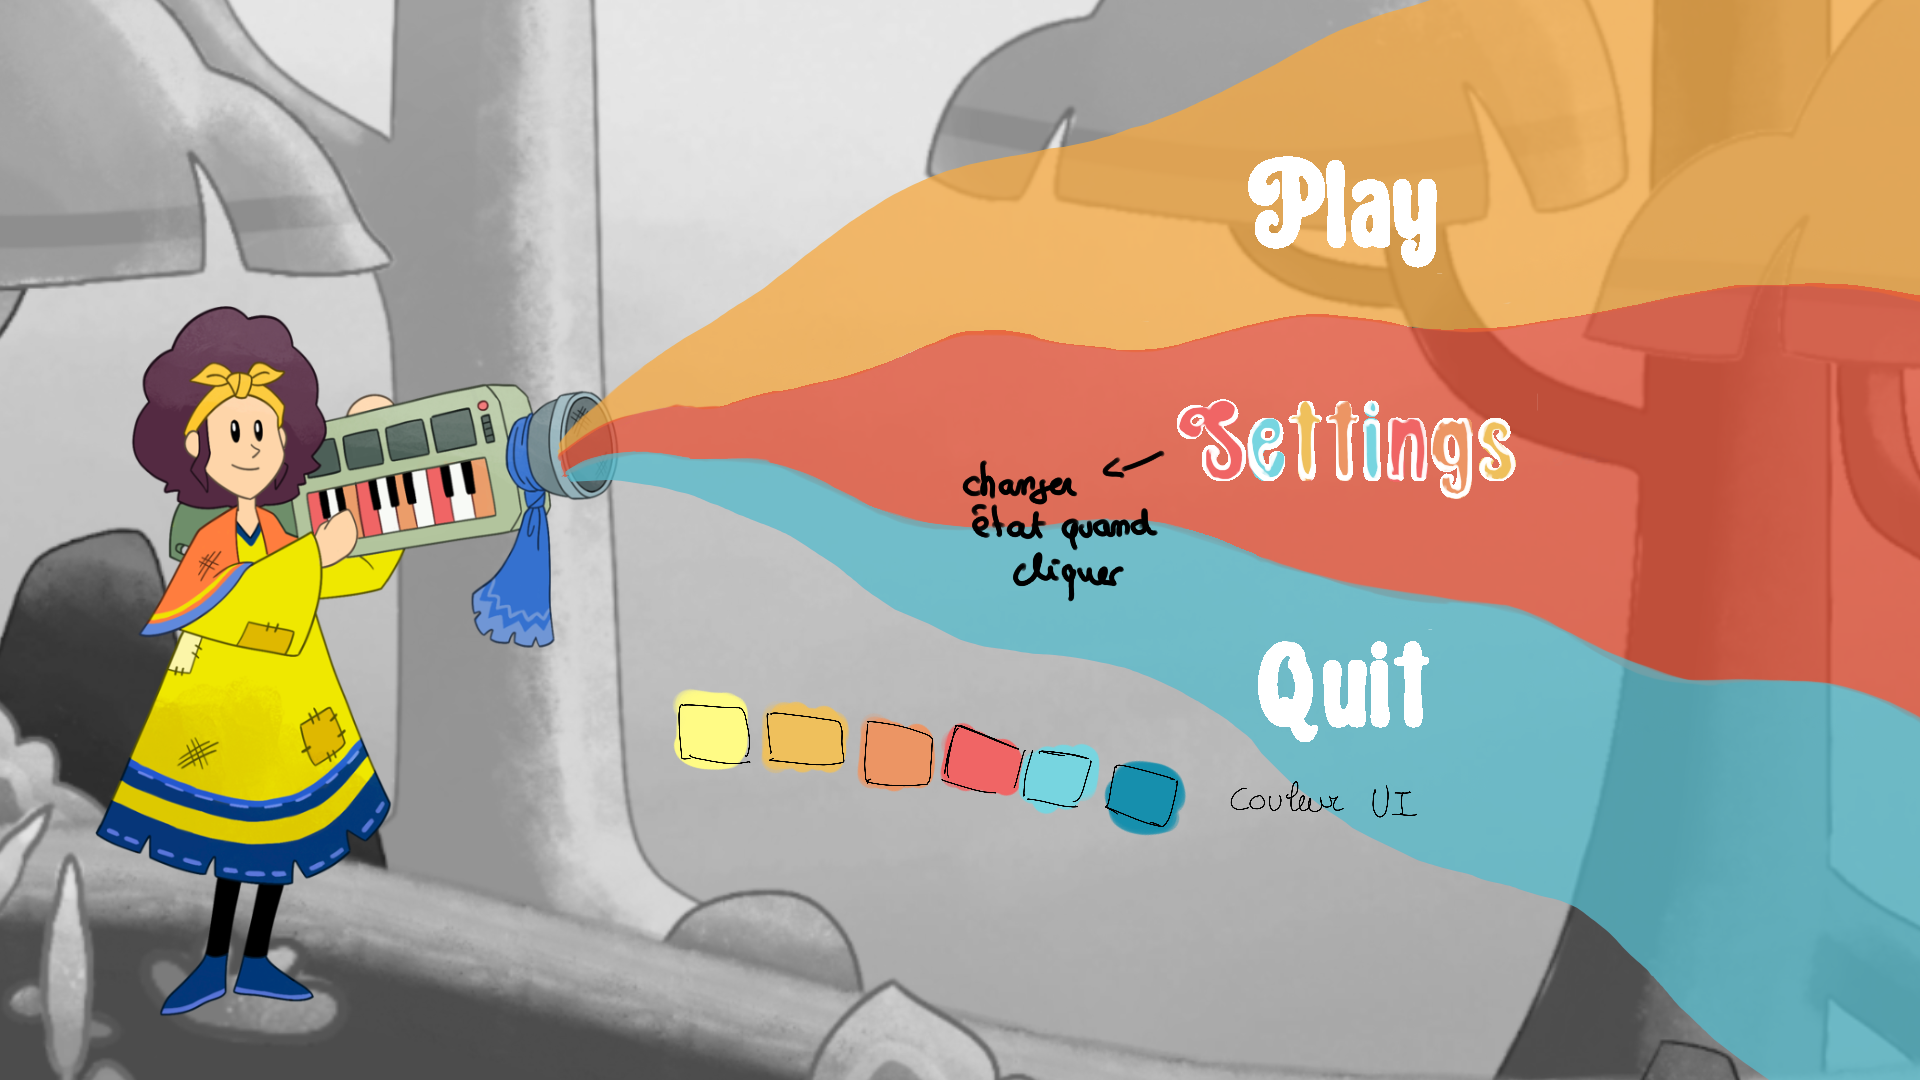 Play
Settings
changer
état quand
cliquer
Quit
Couleur UI